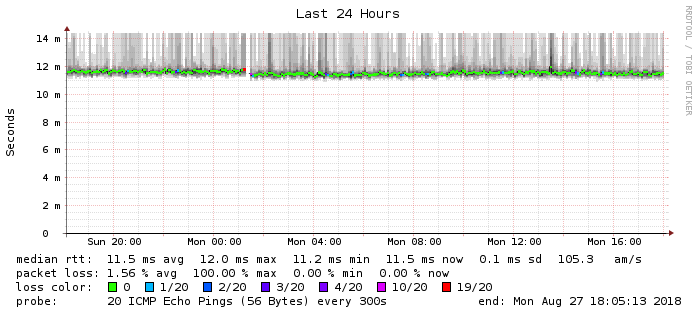 Last 24 Hours
RRDTOOL / TOBI OETIKER
Seconds
14 m
12 m
10 m
8 m
6 m
4 m
2 m
0
Sun 20:00 Mon 00:00 Mon 04:00 Mon 08:00 Mon 12:00 Mon 16:00
median rtt: 11.5 ms avg 12.0 ms max 11.2 ms min 11.5 ms now 0.1 ms sd 105.3 am/s
packet loss: 1.56 % avg 100.00 % max 0.00 % min 0.00 % now
loss color: 0 1/20 2/20 3/20 4/20 10/20 19/20
probe: 20 ICMP Echo Pings (56 Bytes) every 300s end: Mon Aug 27 18:05:13 2018